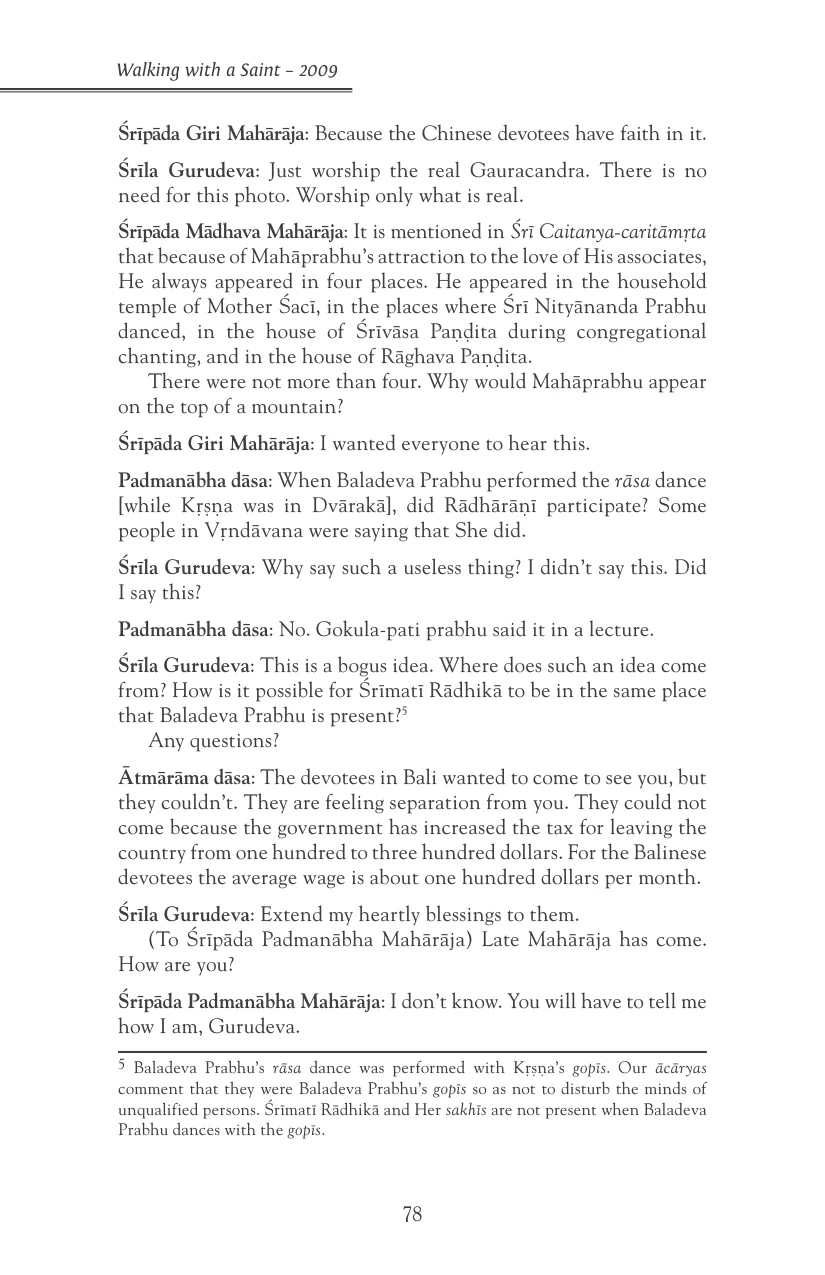 Walking with a Saint – 2009
Śrīpāda Giri Mahārāja: Because the Chinese devotees have faith in it.
Śrīla Gurudeva: Just worship the real Gauracandra. There is no
need for this photo. Worship only what is real.
Śrīpāda Mādhava Mahārāja: It is mentioned in Śrī Caitanya-caritāmṛta
that because of Mahāprabhu’s attraction to the love of His associates,
He always appeared in four places. He appeared in the household
temple of Mother Śacī, in the places where Śrī Nityānanda Prabhu
danced, in the house of Śrīvāsa Paṇḍita during congregational
chanting, and in the house of Rāghava Paṇḍita.
There were not more than four. Why would Mahāprabhu appear
on the top of a mountain?
Śrīpāda Giri Mahārāja: I wanted everyone to hear this.
Padmanābha dāsa: When Baladeva Prabhu performed the rāsa dance
[while Kṛṣṇa was in Dvārakā], did Rādhārāṇī participate? Some
people in Vṛndāvana were saying that She did.
Śrīla Gurudeva: Why say such a useless thing? I didn’t say this. Did
I say this?
Padmanābha dāsa: No. Gokula-pati prabhu said it in a lecture.
Śrīla Gurudeva: This is a bogus idea. Where does such an idea come
from? How is it possible for Śrīmatī Rādhikā to be in the same place
that Baladeva Prabhu is present?5
Any questions?
Ātmārāma dāsa: The devotees in Bali wanted to come to see you, but
they couldn’t. They are feeling separation from you. They could not
come because the government has increased the tax for leaving the
country from one hundred to three hundred dollars. For the Balinese
devotees the average wage is about one hundred dollars per month.
Śrīla Gurudeva: Extend my heartly blessings to them.
(To Śrīpāda Padmanābha Mahārāja) Late Mahārāja has come.
How are you?
Śrīpāda Padmanābha Mahārāja: I don’t know. You will have to tell me
how I am, Gurudeva.
5 Baladeva Prabhu’s rāsa dance was performed with Kṛṣṇa’s gopīs. Our ācāryas
comment that they were Baladeva Prabhu’s gopīs so as not to disturb the minds of
unqualified persons. Śrīmatī Rādhikā and Her sakhīs are not present when Baladeva
Prabhu dances with the gopīs.
78